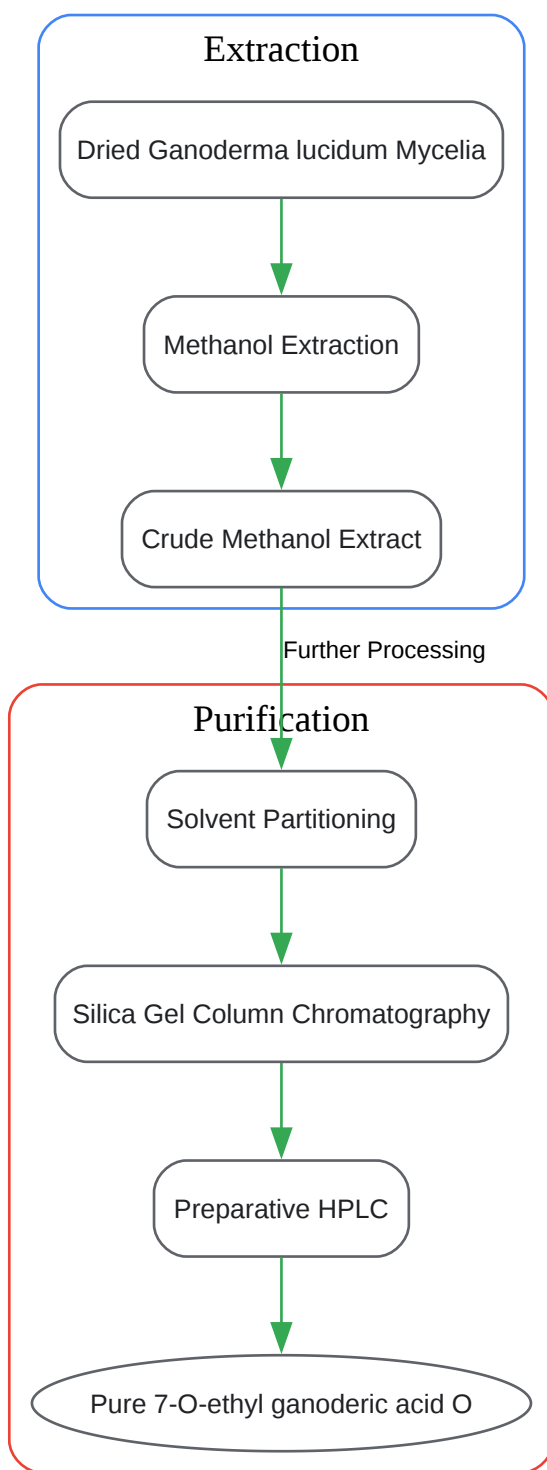 Extraction
Dried Ganoderma lucidum Mycelia
Methanol Extraction
Crude Methanol Extract
Further Processing
Purification
Solvent Partitioning
Silica Gel Column Chromatography
Preparative HPLC
Pure 7-O-ethyl ganoderic acid O